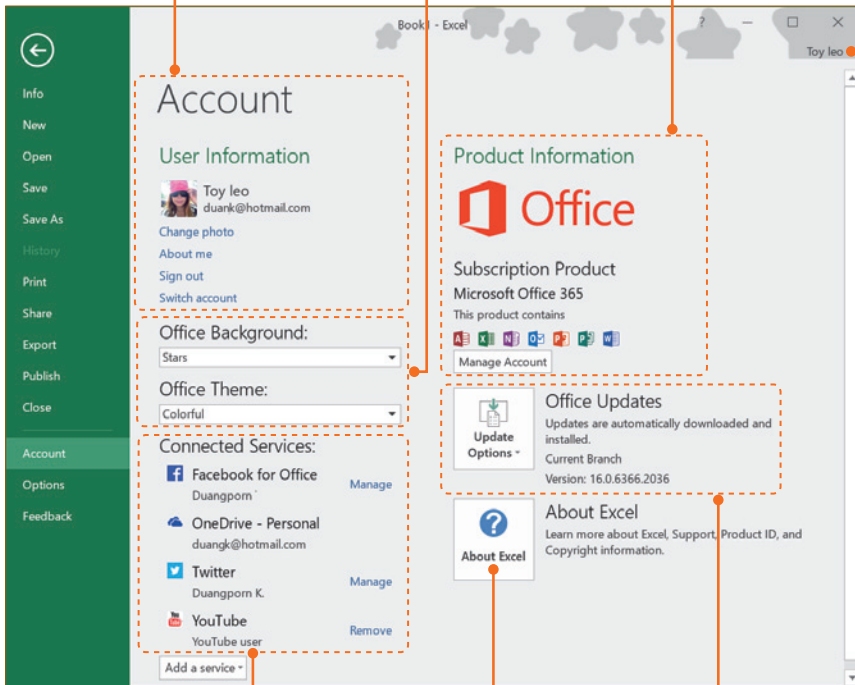 Book1 - Excel
?
Toy leo
Info
New
Open
Save
Save As
History
Print
Share
Export
Publish
Close
Account
Options
Feedback
Account
User Information
Toy leo
duank@hotmail.com
Change photo
About me
Sign out
Switch account
Office Background:
Stars
Office Theme:
Colorful
Connected Services:
Facebook for Office
Manage
Duangporn
OneDrive - Personal
duangk@hotmail.com
Twitter
Manage
Duangporn K.
YouTube
Remove
YouTube user
Add a service
Product Information
Office
Subscription Product
Microsoft Office 365
This product contains
Manage Account
Update
Options
Office Updates
Updates are automatically downloaded and
installed.
Current Branch
Version: 16.0.6366.2036
?
About Excel
About Excel
Learn more about Excel, Support, Product ID, and
Copyright information.